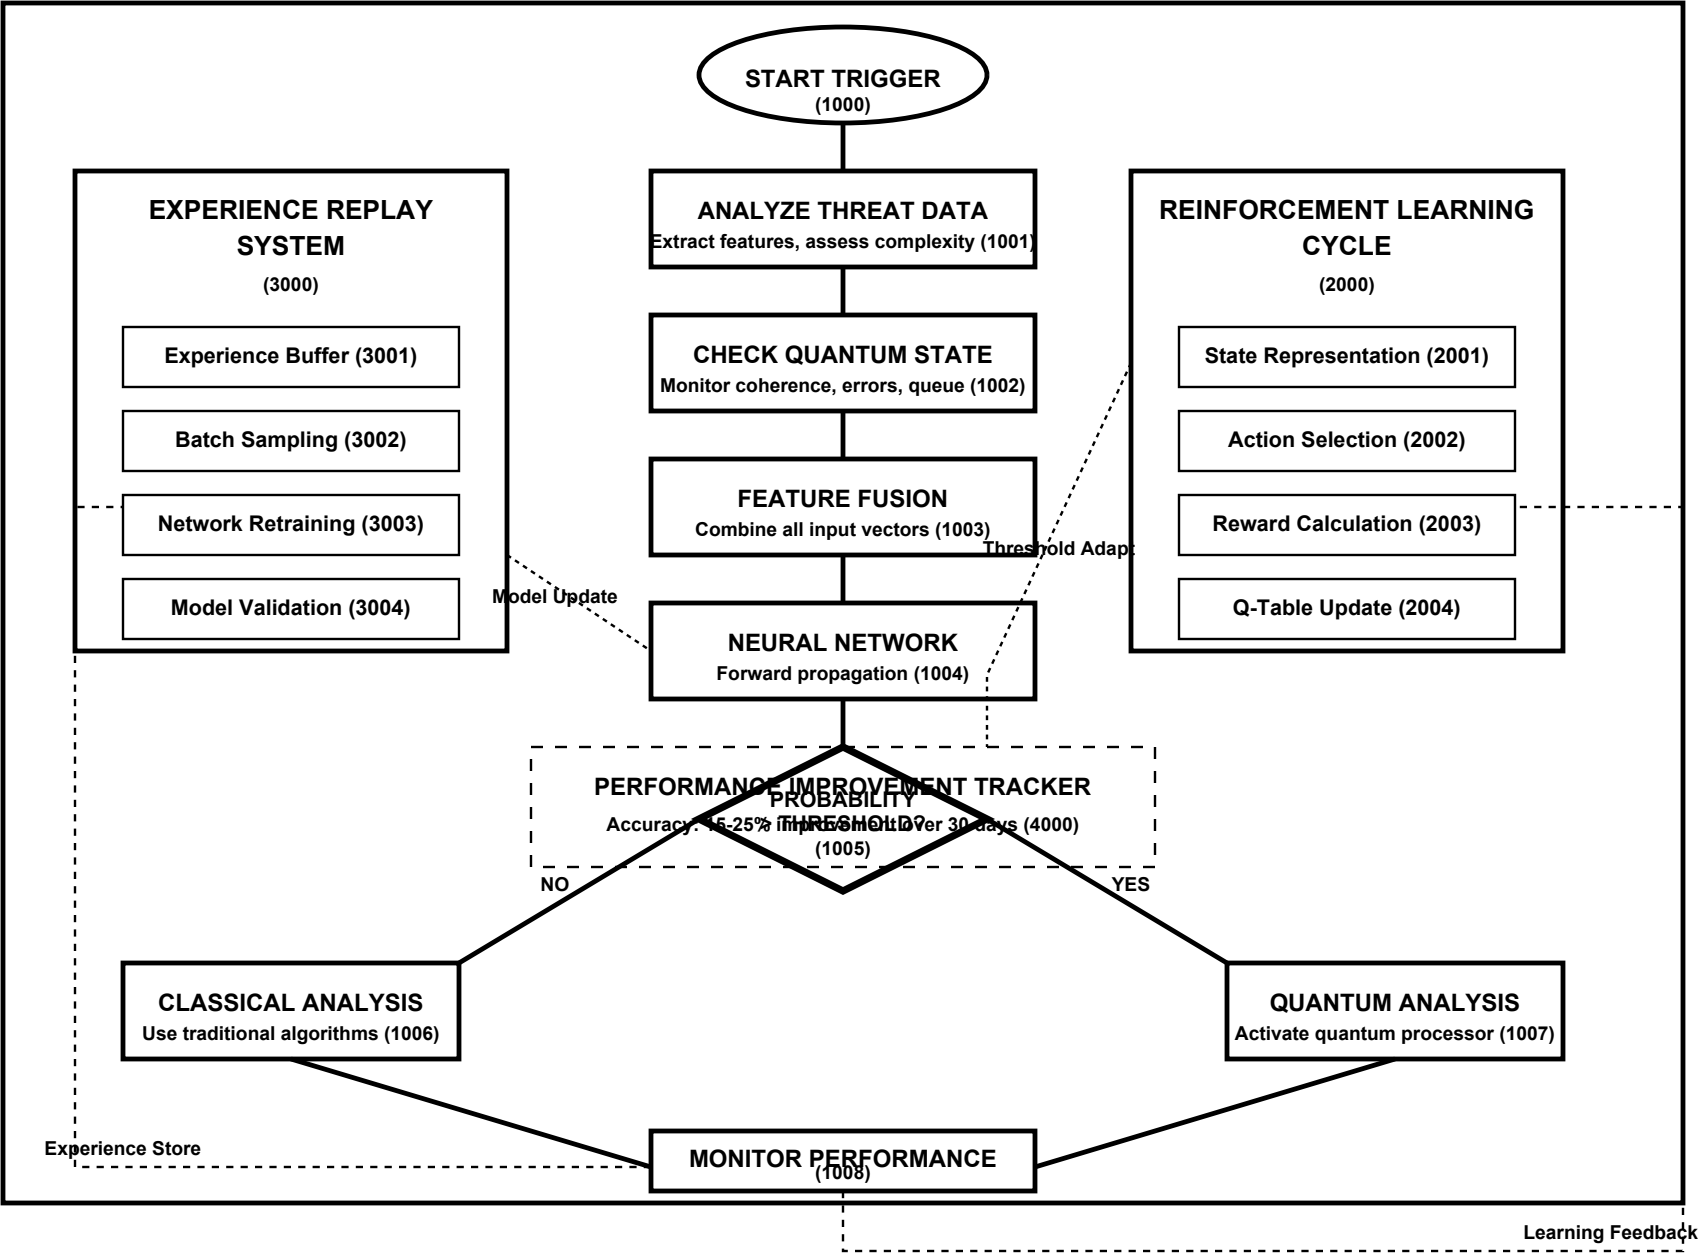 START TRIGGER
(1000)
EXPERIENCE REPLAY
SYSTEM
(3000)
Experience Buffer (3001)
Batch Sampling (3002)
Network Retraining (3003)
Model Validation (3004)
ANALYZE THREAT DATA
Extract features, assess complexity (1001)
CHECK QUANTUM STATE
Monitor coherence, errors, queue (1002)
FEATURE FUSION
Combine all input vectors (1003)
NEURAL NETWORK
Forward propagation (1004)
REINFORCEMENT LEARNING
CYCLE
(2000)
State Representation (2001)
Action Selection (2002)
Reward Calculation (2003)
Q-Table Update (2004)
Model Update
Threshold Adapt
PERFORMANCE IMPROVEMENT TRACKER
Accuracy: 15-25% improvement over 30 days (4000)
PROBABILITY
> THRESHOLD?
(1005)
NO
YES
CLASSICAL ANALYSIS
Use traditional algorithms (1006)
QUANTUM ANALYSIS
Activate quantum processor (1007)
Experience Store
MONITOR PERFORMANCE
(1008)
Learning Feedback